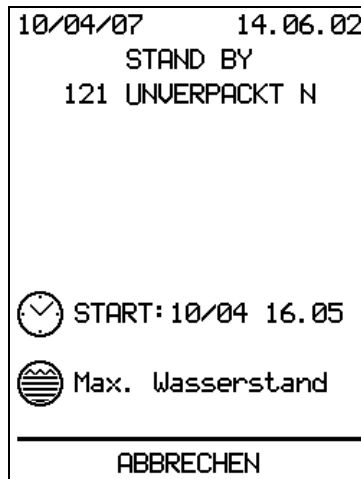 10/04/07 14.06.02
STAND BY
121 UNVERPACKT N
START:10/04 16.05
Max. Wasserstand
ABBRECHEN